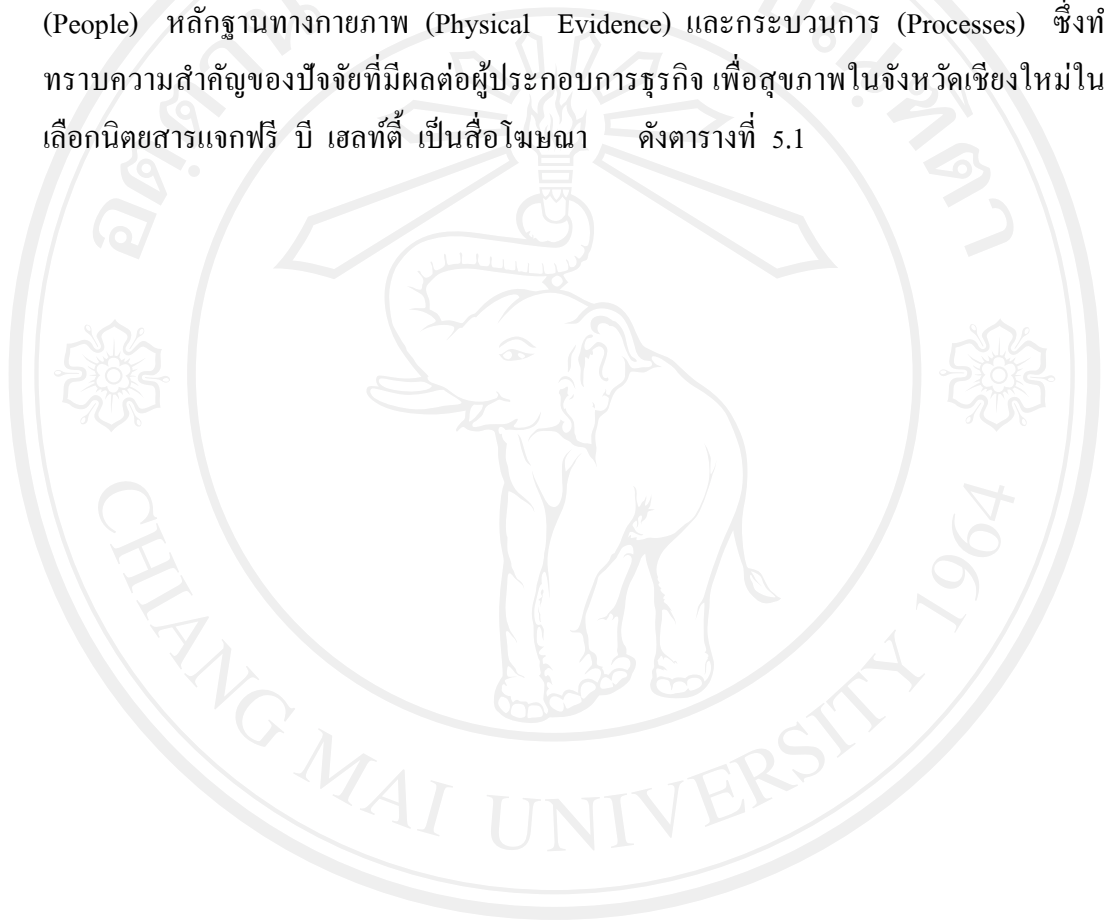 (People) หลักฐานทางกายภาพ (Physical Evidence) และกระบวนการ (Processes) ซึ่งทำ
ทราบความสำคัญของปัจจัยที่มีผลต่อผู้ประกอบการธุรกิจ เพื่อสุขภาพในจังหวัดเชียงใหม่ใน
เลือกนิตยสารแจกฟรี บี เฮลท์ตี้ เป็นสื่อโฆษณา ดังตารางที่ 5.1
CHIANG MAI UNIVERSITY 1964